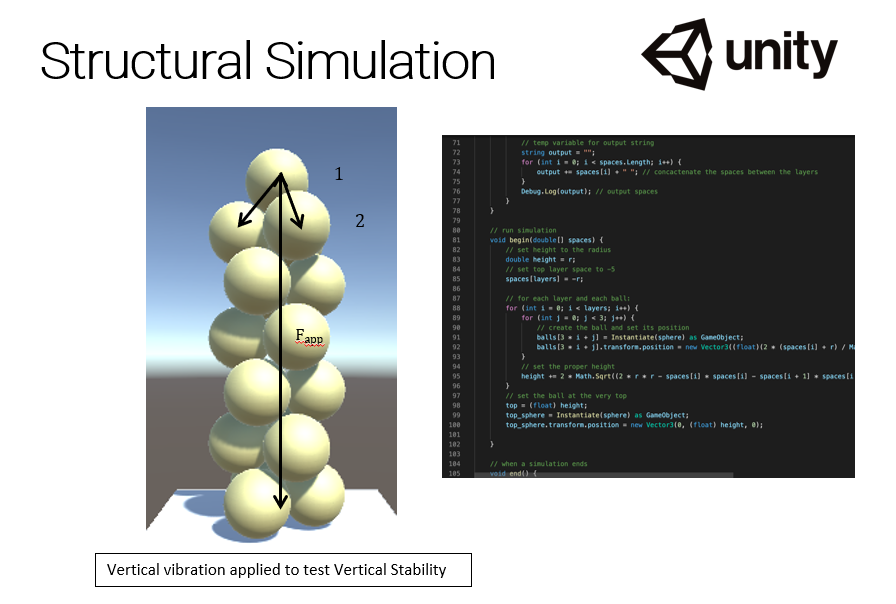 Structural Simulation
unity
1
2
Fapp
Vertical vibration applied to test Vertical Stability
71 // temp variable for output string
72 string output = "";
73 for (int i = 0; i < spaces.Length; i++) {
74 output += spaces[i] + " "; // concactenate the spaces between the layers
75 }
76 Debug.Log(output); // output spaces
77 }
78 }
79
80 // run simulation
81 void begin(double[] spaces) {
82 // set height to the radius
83 double height = r;
84 // set top layer space to -5
85 spaces[layers] = -r;
86
87 // for each layer and each ball:
88 for (int i = 0; i < layers; i++) {
89 for (int j = 0; j < 3; j++) {
90 // create the ball and set its position
91 balls[3 * i + j] = Instantiate(sphere) as GameObject;
92 balls[3 * i + j].transform.position = new Vector3((float)(2 * (spaces[i] + r) / Ma
93 }
94 // set the proper height
95 height += 2 * Math.Sqrt((2 * r * r - spaces[i] * spaces[i] - spaces[i + 1] * spaces[i
96 }
97 // set the ball at the very top
98 top = (float) height;
99 top_sphere = Instantiate(sphere) as GameObject;
100 top_sphere.transform.position = new Vector3(0, (float) height, 0);
101
102 }
103
104 // when a simulation ends
105 void end() {